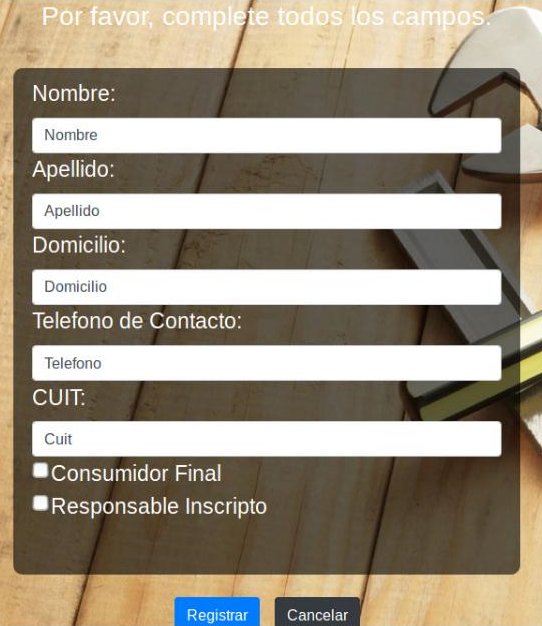 Por favor, complete todos los campos.
Nombre:
Nombre
Apellido:
Apellido
Domicilio:
Domicilio
Telefono de Contacto:
Telefono
CUIT:
Cuit
Consumidor Final
Responsable Inscripto
Registrar Cancelar